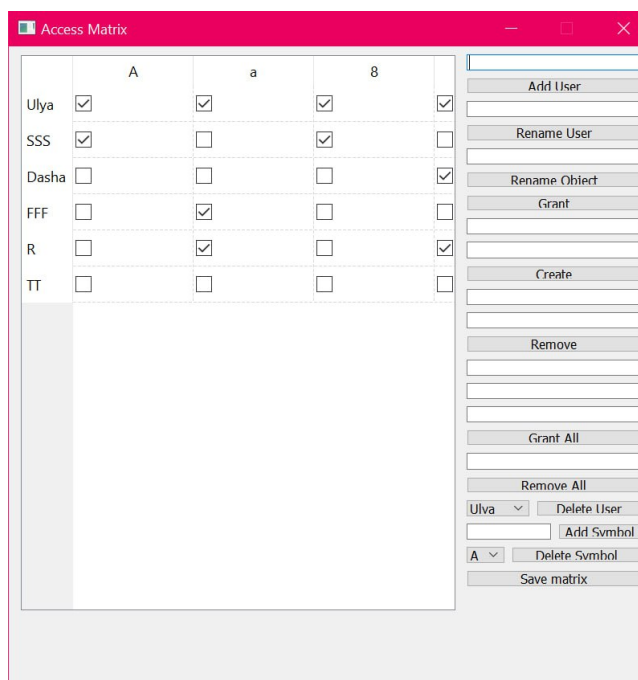 Access Matrix
A a 8
Ulya
SSS
Dasha
FFF
R
TT
Add User
Rename User
Rename Object
Grant
Create
Remove
Grant All
Remove All
Ulya Delete User
Add Symbol
A Delete Symbol
Save matrix